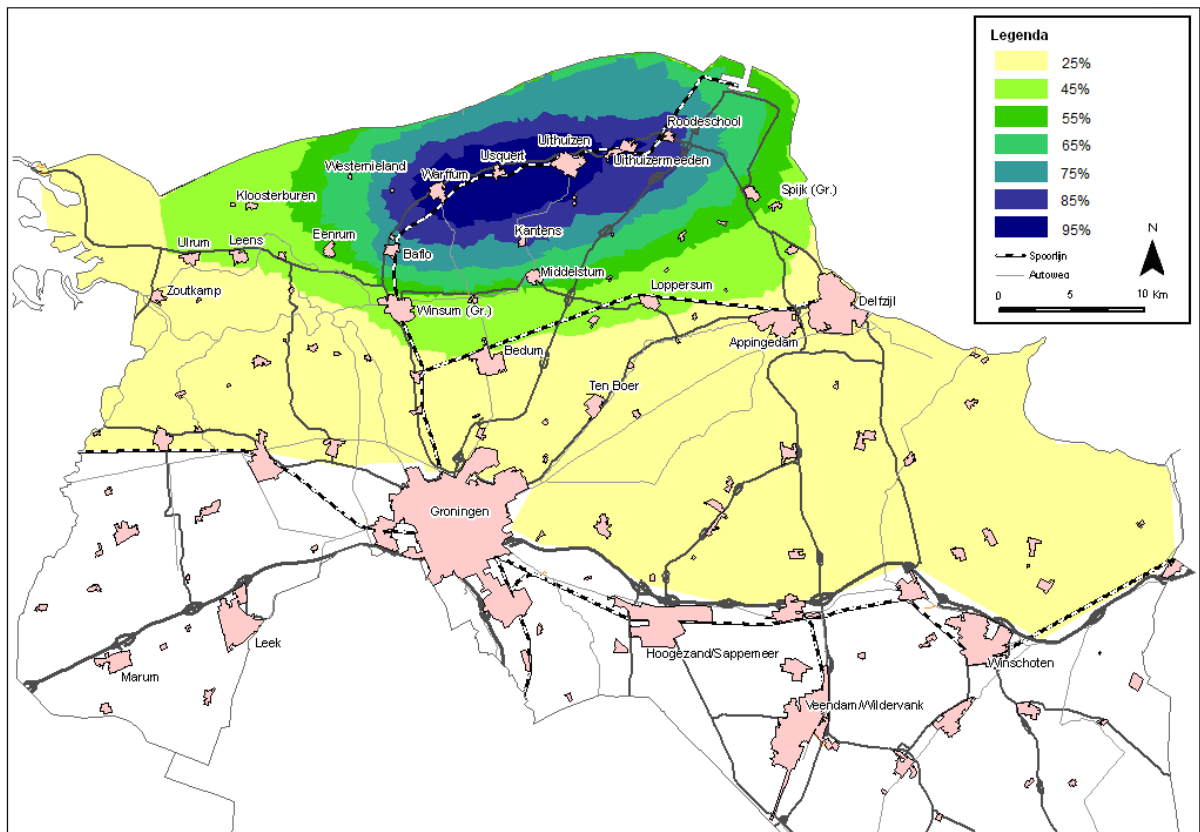 Legenda
25%
45%
55%
65%
75%
85%
95%
N
Spoorlijn
Autoweg
0 5 10 Km
Roodeschool
Uithuizen
Usquert
Uithuizermeeden
Westernieland
Warffum
Spijk (Gr.)
Kloosterburen
Kantens
Eenrum
Ulrum
Leens
Baflo
Middelstum
Zoutkamp
Loppersum
Delfzijl
Winsum (Gr.)
Appingedam
Bedum
Ten Boer
Groningen
Leek
Hoogezand/Sappemeer
Winschoten
Marum
Veendam/Wildervank